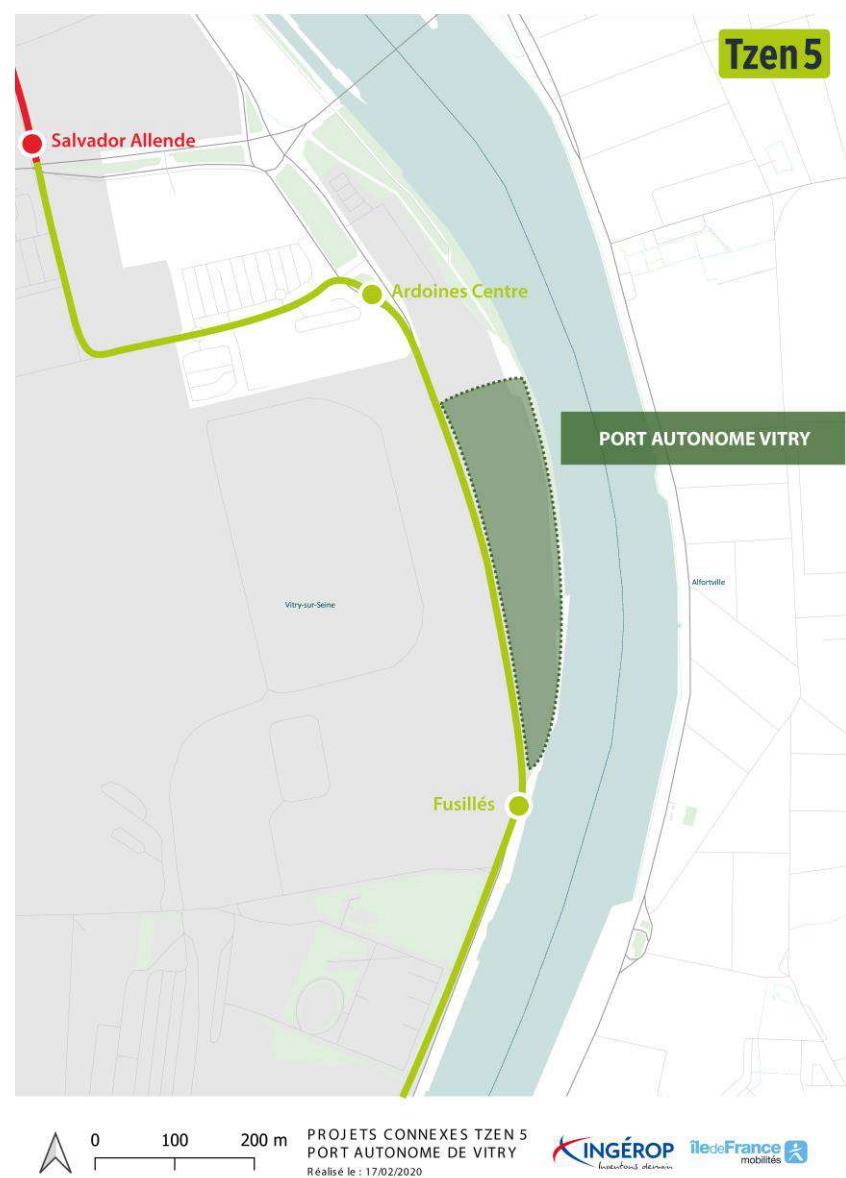 Tzen 5
Salvador Allende
Ardoines Centre
PORT AUTONOME VITRY
Alfortville
Vitry-sur-Seine
Fusillés
0 100 200 m
PROJETS CONNEXES TZEN 5
PORT AUTONOME DE VITRY
Réalisé le : 17/02/2020
INGÉROP
Inventons demain
îledeFrance
mobilités